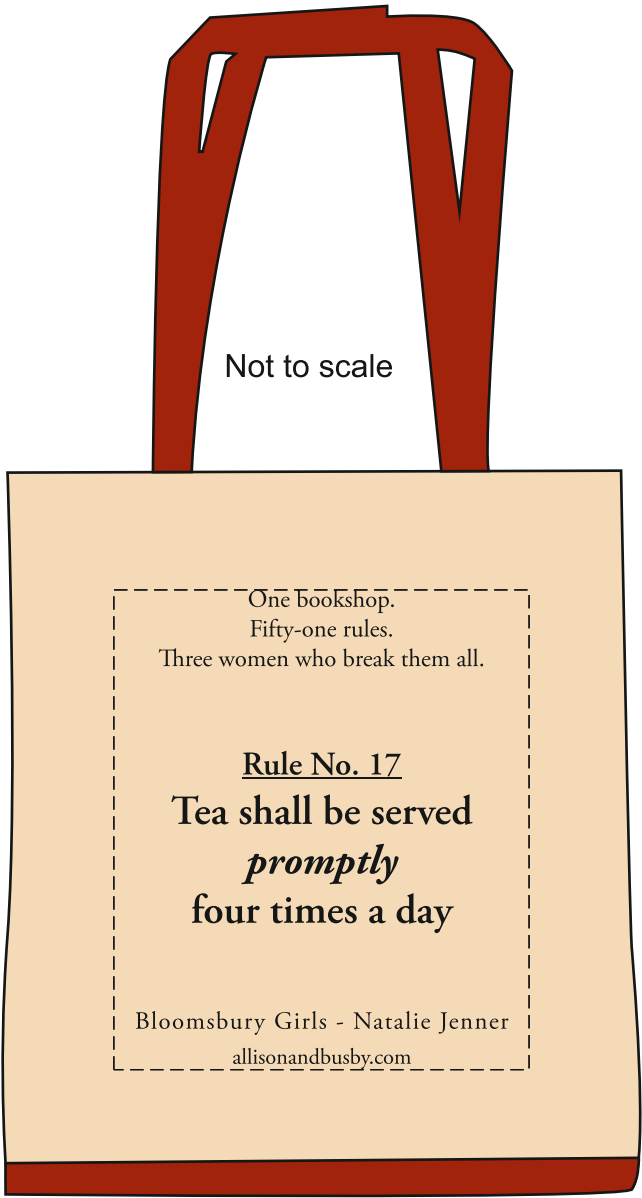 Not to scale
One bookshop.
Fifty-one rules.
Three women who break them all.
Rule No. 17
Tea shall be served
promptly
four times a day
Bloomsbury Girls - Natalie Jenner
allisonandbusby.com